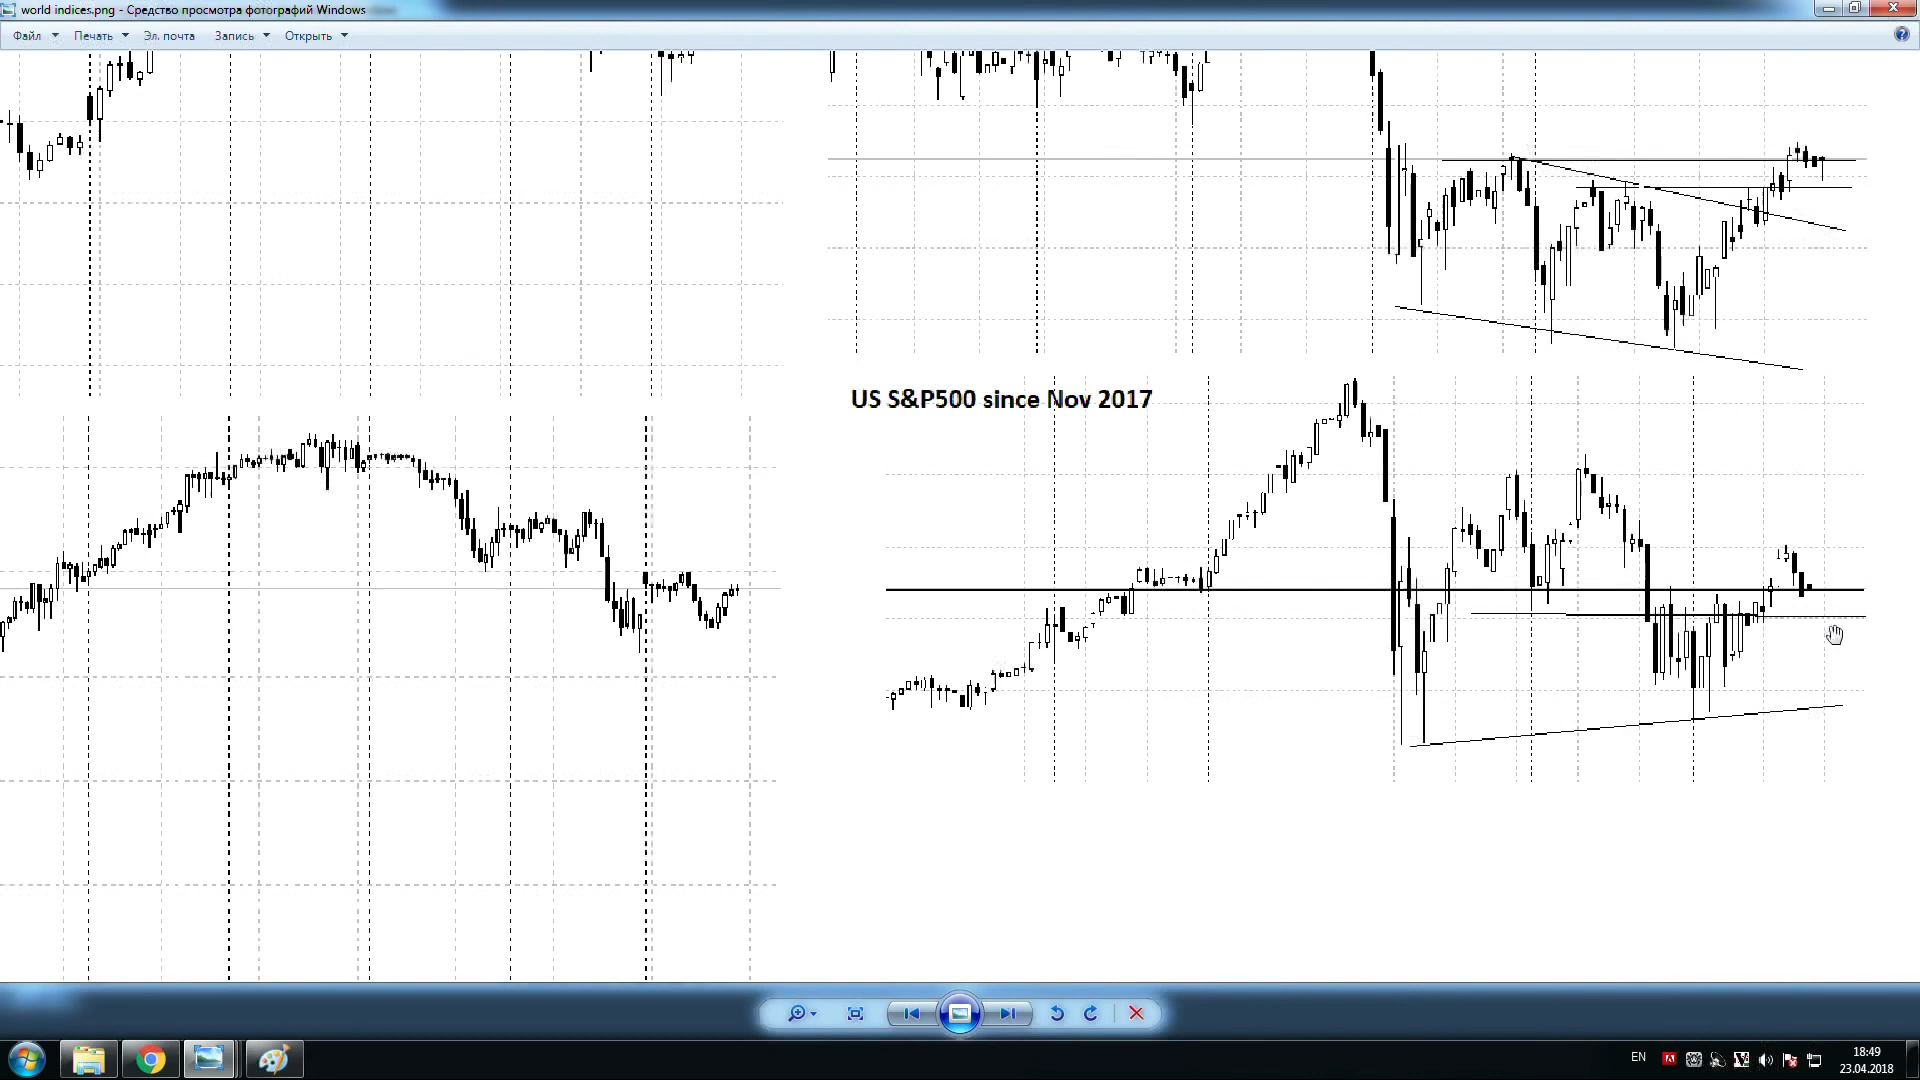 world indices.png - Средство просмотра фотографий Windows
Файл Печать Эл. почта Запись Открыть
US S&P500 since Nov 2017
EN
18:49
23.04.2018